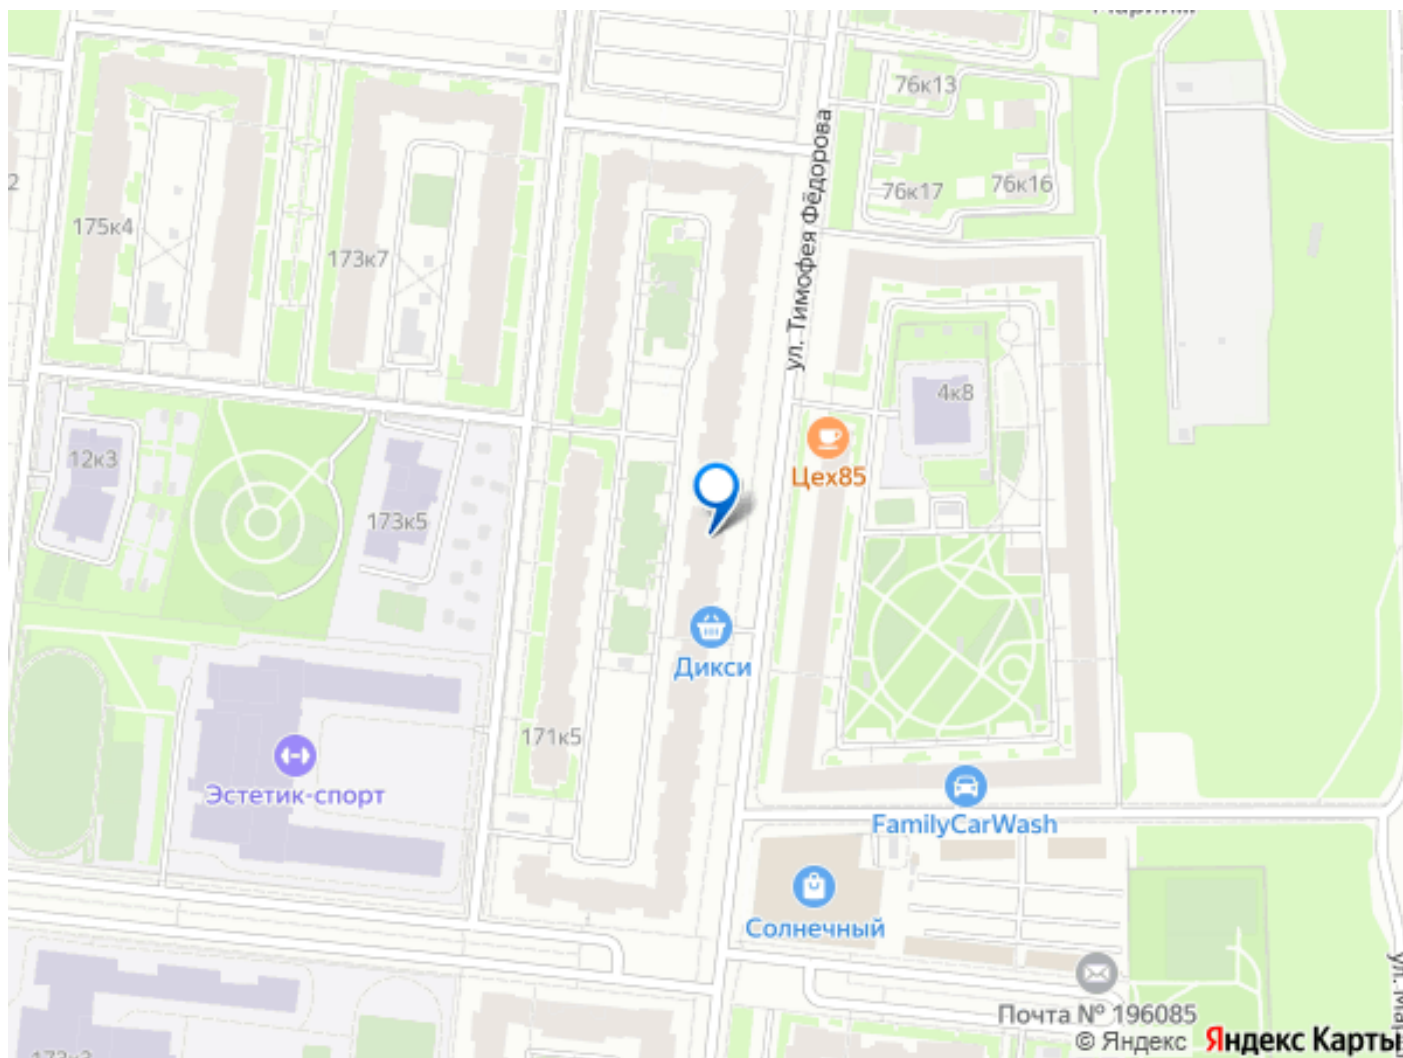 76к13
ул. Тимофея Фёдорова
76к17
76к16
2
175к4
173к7
4к8
Цех85
12к3
173к5
Дикси
171к5
Эстетик-спорт
FamilyCarWash
Солнечный
Почта № 196085
© Яндекс Яндекс Карты